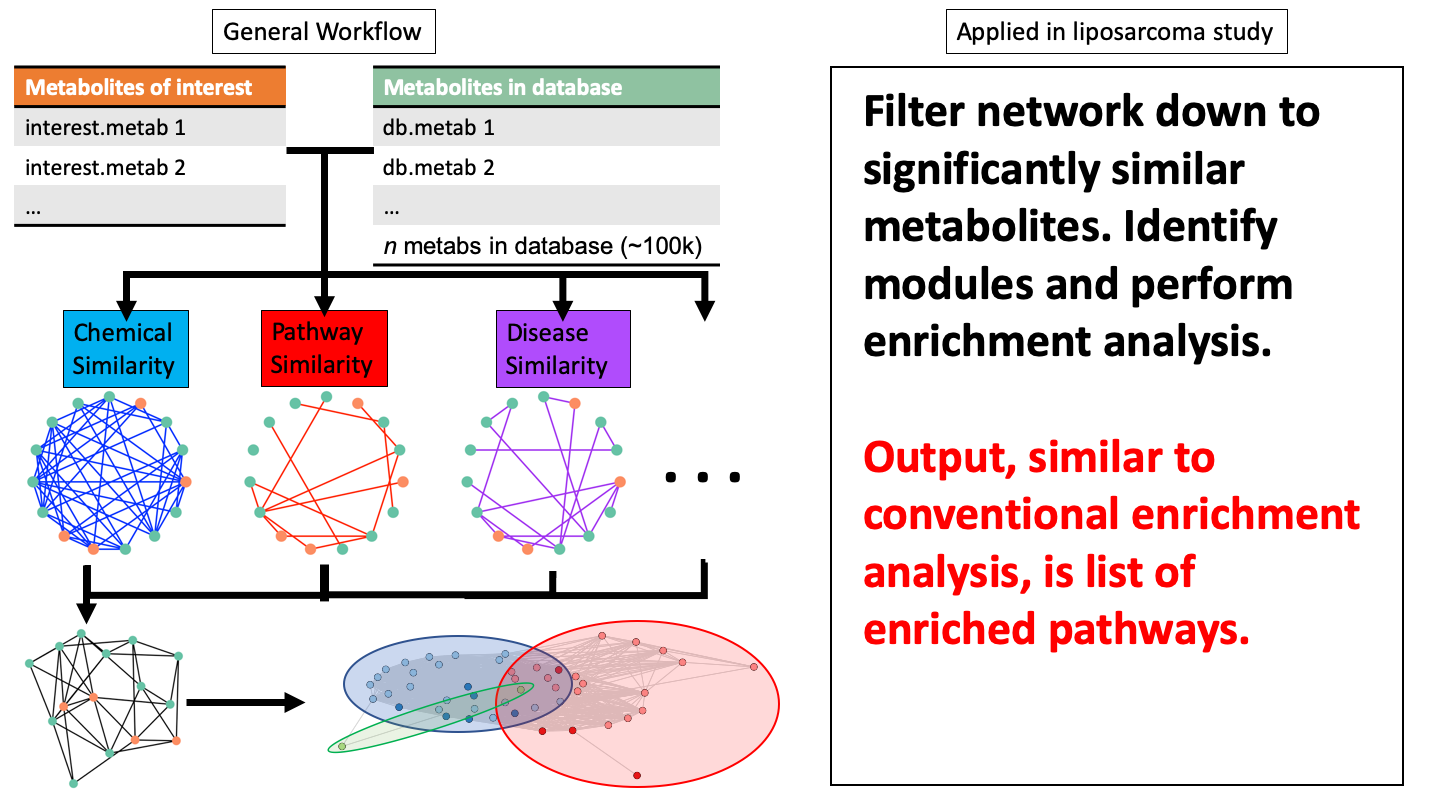 General Workflow
Metabolites of interest
interest.metab 1
interest.metab 2
...
Metabolites in database
db.metab 1
db.metab 2
...
n metabs in database (~100k)
Chemical
Similarity
Pathway
Similarity
Disease
Similarity
. . .
Applied in liposarcoma study
Filter network down to
significantly similar
metabolites. Identify
modules and perform
enrichment analysis.
Output, similar to
conventional enrichment
analysis, is list of
enriched pathways.